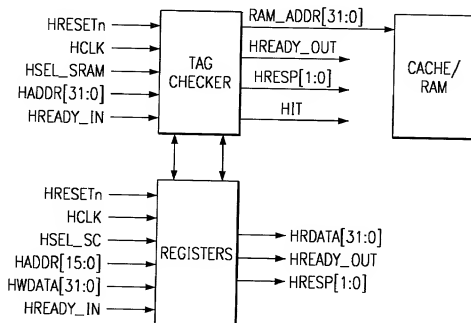 HRESETn
HCLK
HSEL_SRAM
HADDR[31:0]
HREADY_IN
TAG
CHECKER
RAM_ADDR[31:0]
HREADY_OUT
HRESP[1:0]
HIT
CACHE/
RAM
HRESETn
HCLK
HSEL_SC
HADDR[15:0]
HWDATA[31:0]
HREADY_IN
REGISTERS
HRDATA[31:0]
HREADY_OUT
HRESP[1:0]